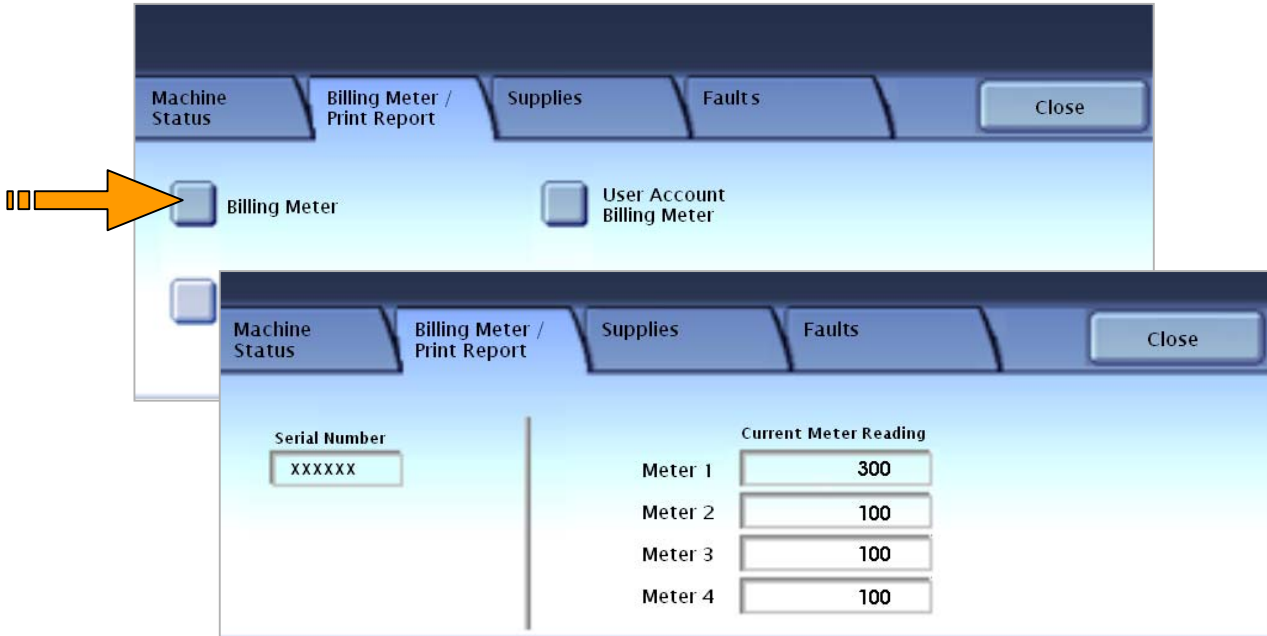 Machine
Status
Billing Meter /
Print Report
Supplies
Faults
Close
Billing Meter
User Account
Billing Meter
Machine
Status
Billing Meter /
Print Report
Supplies
Faults
Close
Serial Number
XXXXXX
Current Meter Reading
Meter 1 300
Meter 2 100
Meter 3 100
Meter 4 100